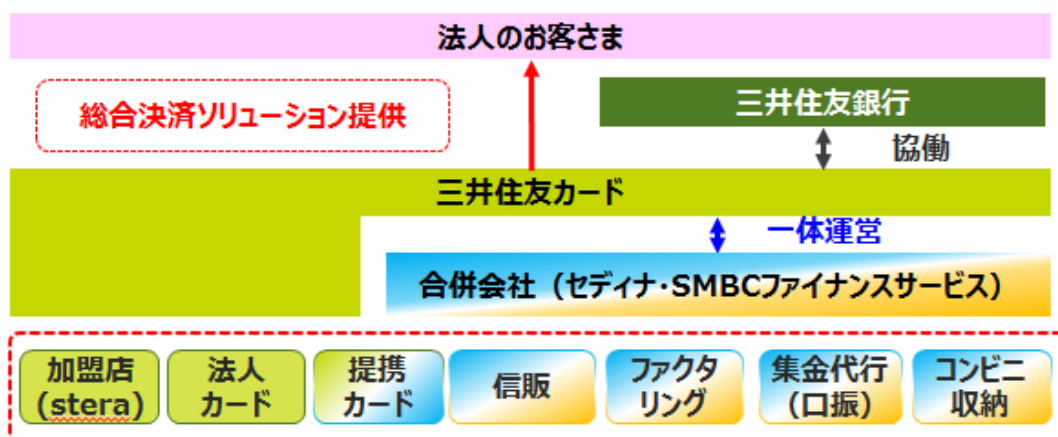 法人のお客さま
総合決済ソリューション提供
三井住友銀行
協働
三井住友カード
一体運営
合併会社（セディナ・SMBCファイナンスサービス）
加盟店
(stera)
法人
カード
提携
カード
信販
ファクタ
リング
集金代行
(口振)
コンビニ
収納